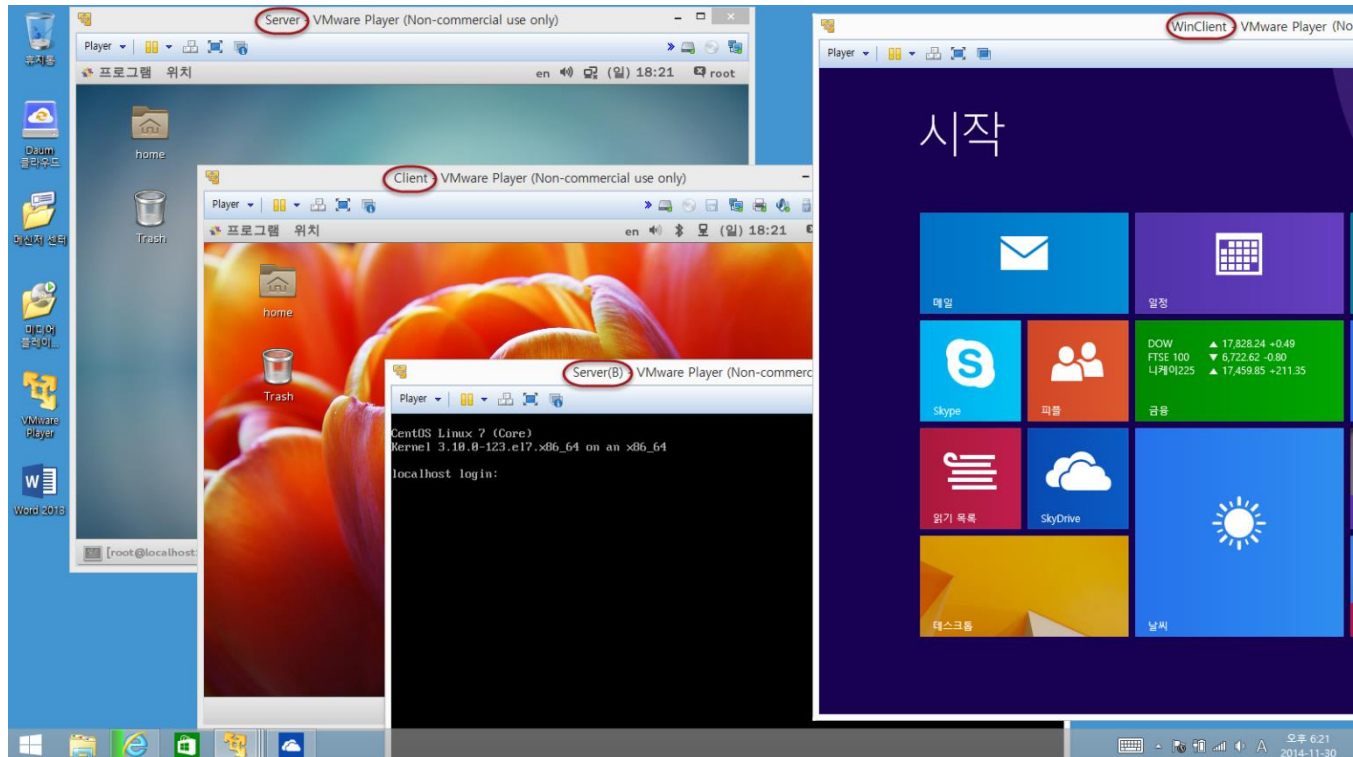 휴지통
Daum
클라우드
메신저 센터
미디어
플레이...
VMware
Player
Word 2013
Server - VMware Player (Non-commercial use only)
Player
프로그램 위치
en (일) 18:21 root
home
Trash
[root@localhost:
Client - VMware Player (Non-commercial use only)
Player
프로그램 위치
en (일) 18:21
home
Trash
Server(B) - VMware Player (Non-commerc
Player
CentOS Linux 7 (Core)
Kernel 3.10.0-123.el7.x86_64 on an x86_64
localhost login:
WinClient - VMware Player (No
Player
시작
메일
일정
Skype
피플
DOW ▲ 17,828.24 +0.49
FTSE 100 ▼ 6,722.62 -0.80
니케이225 ▲ 17,459.85 +211.35
금융
읽기 목록
SkyDrive
데스크톱
날씨
A
오후 6:21
2014-11-30